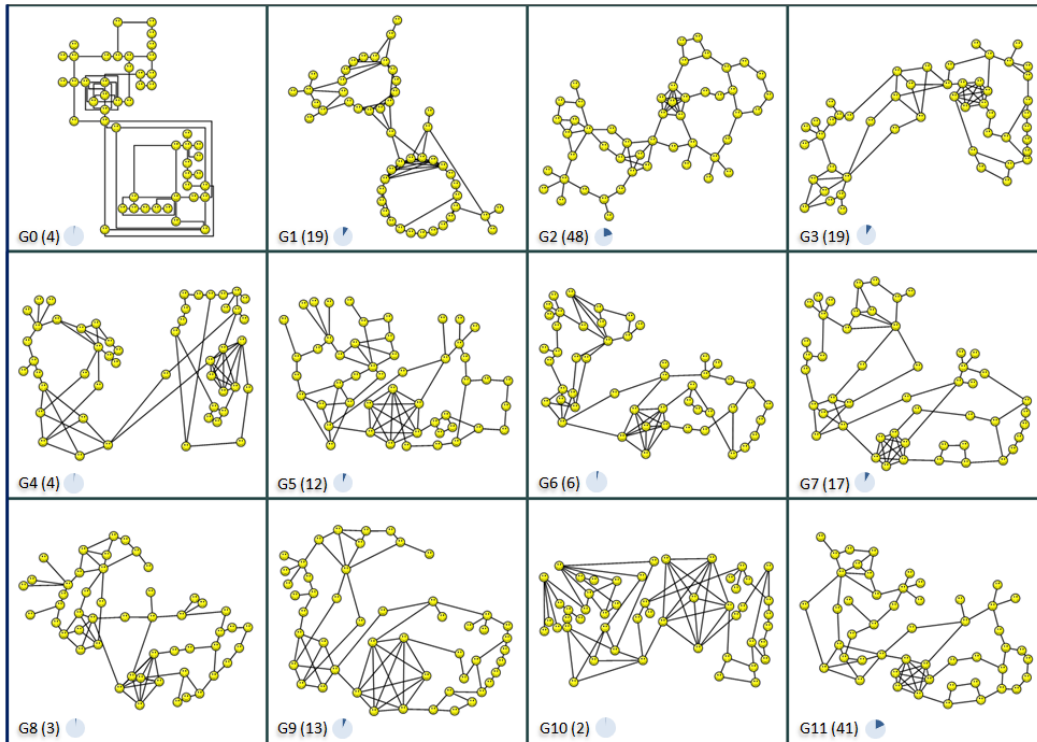 G0 (4)
G1 (19)
G2 (48)
G3 (19)
G4 (4)
G5 (12)
G6 (6)
G7 (17)
G8 (3)
G9 (13)
G10 (2)
G11 (41)